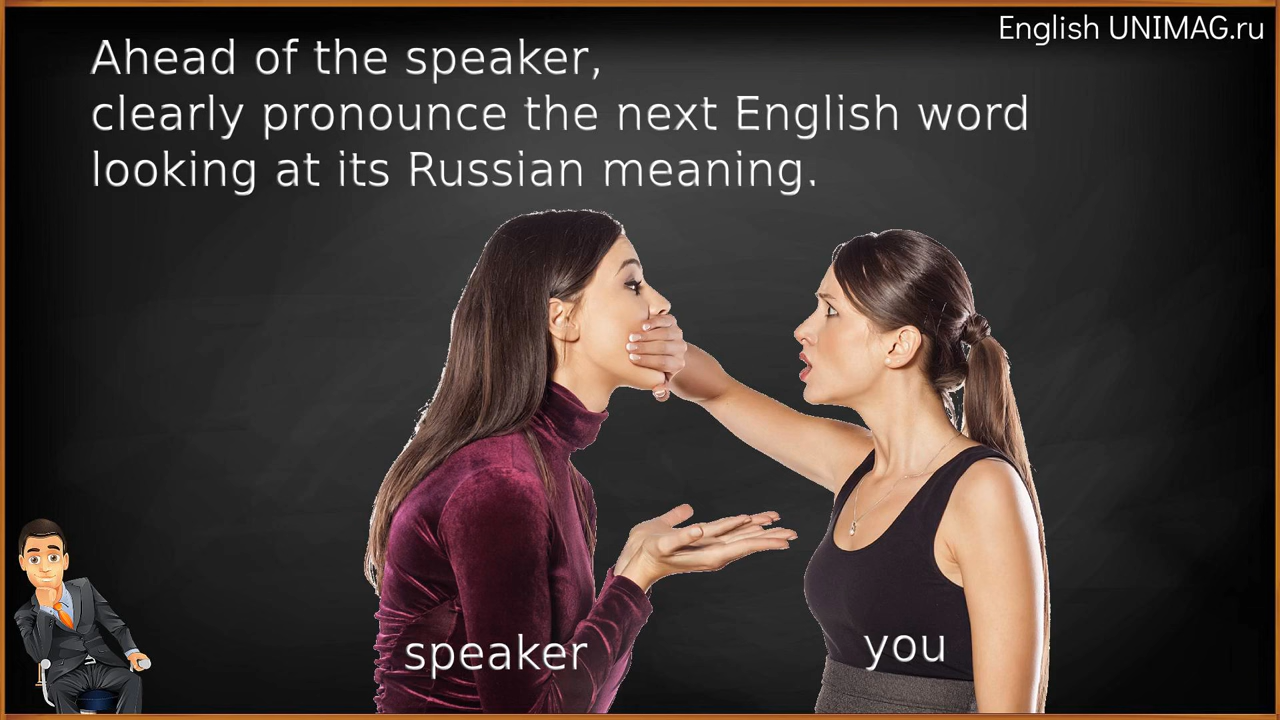 English UNIMAG.ru
Ahead of the speaker,
clearly pronounce the next English word
looking at its Russian meaning.
speaker
you